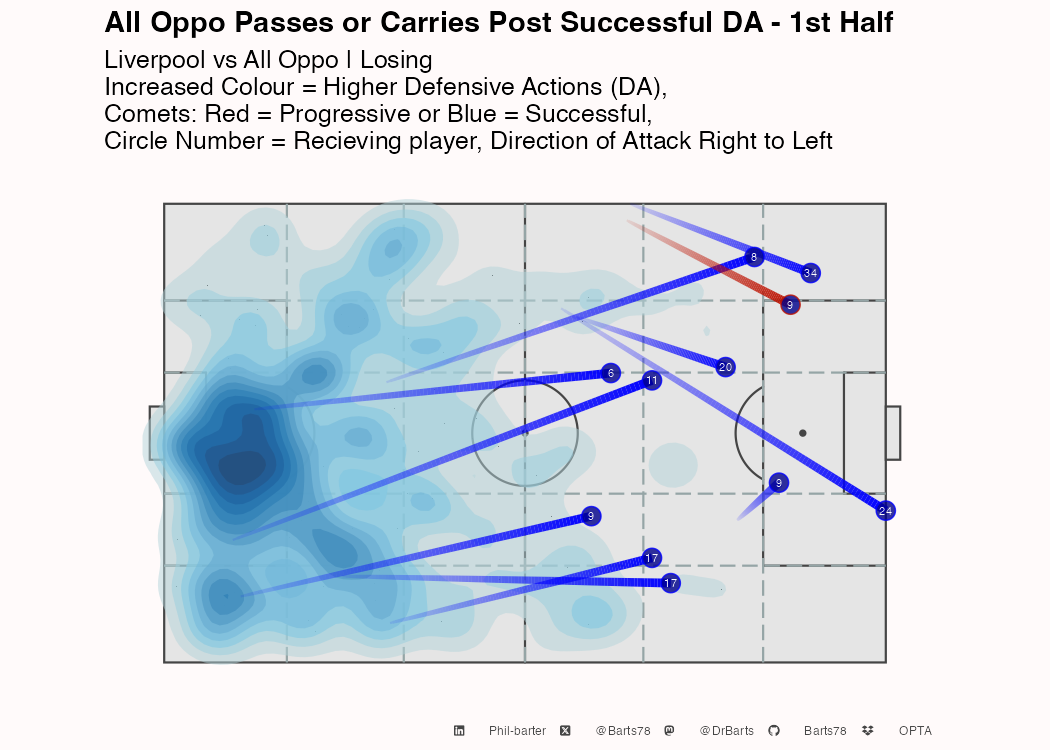 All Oppo Passes or Carries Post Successful DA - 1st Half
Liverpool vs All Oppo | Losing
Increased Colour = Higher Defensive Actions (DA),
Comets: Red = Progressive or Blue = Successful,
Circle Number = Recieving player, Direction of Attack Right to Left
8
34
9
20
6
11
9
24
9
17
17
Phil-barter @Barts78 @DrBarts Barts78 OPTA